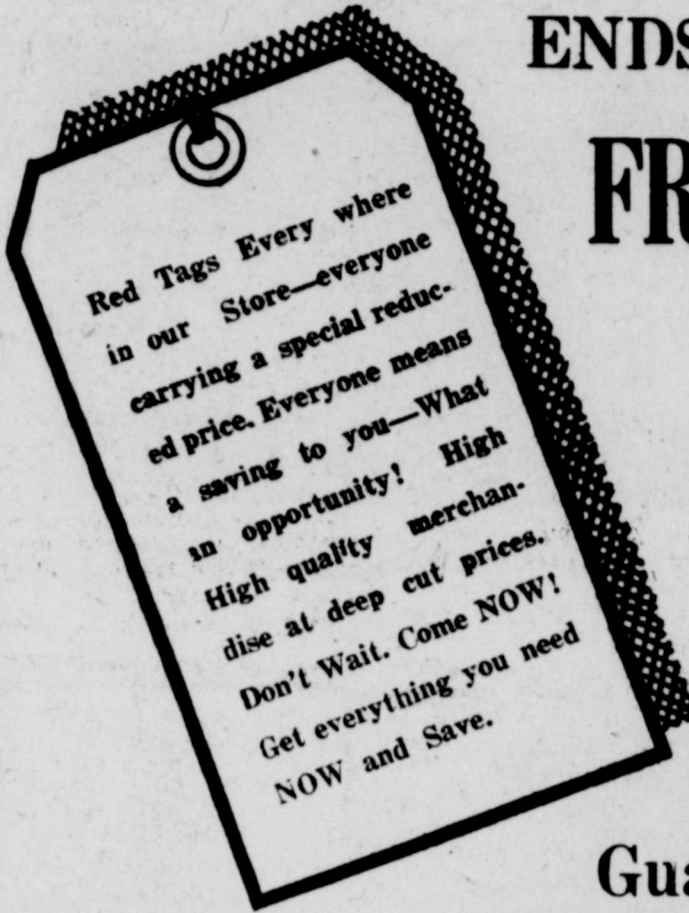 ENDS
FR
Red Tags Every where
in our Store—everyone
carrying a special reduc-
ed price. Everyone means
a saving to you—What
an opportunity! High
High quality merchan-
dise at deep cut prices.
Don't Wait. Come NOW!
Get everything you need
NOW and Save.
Gua